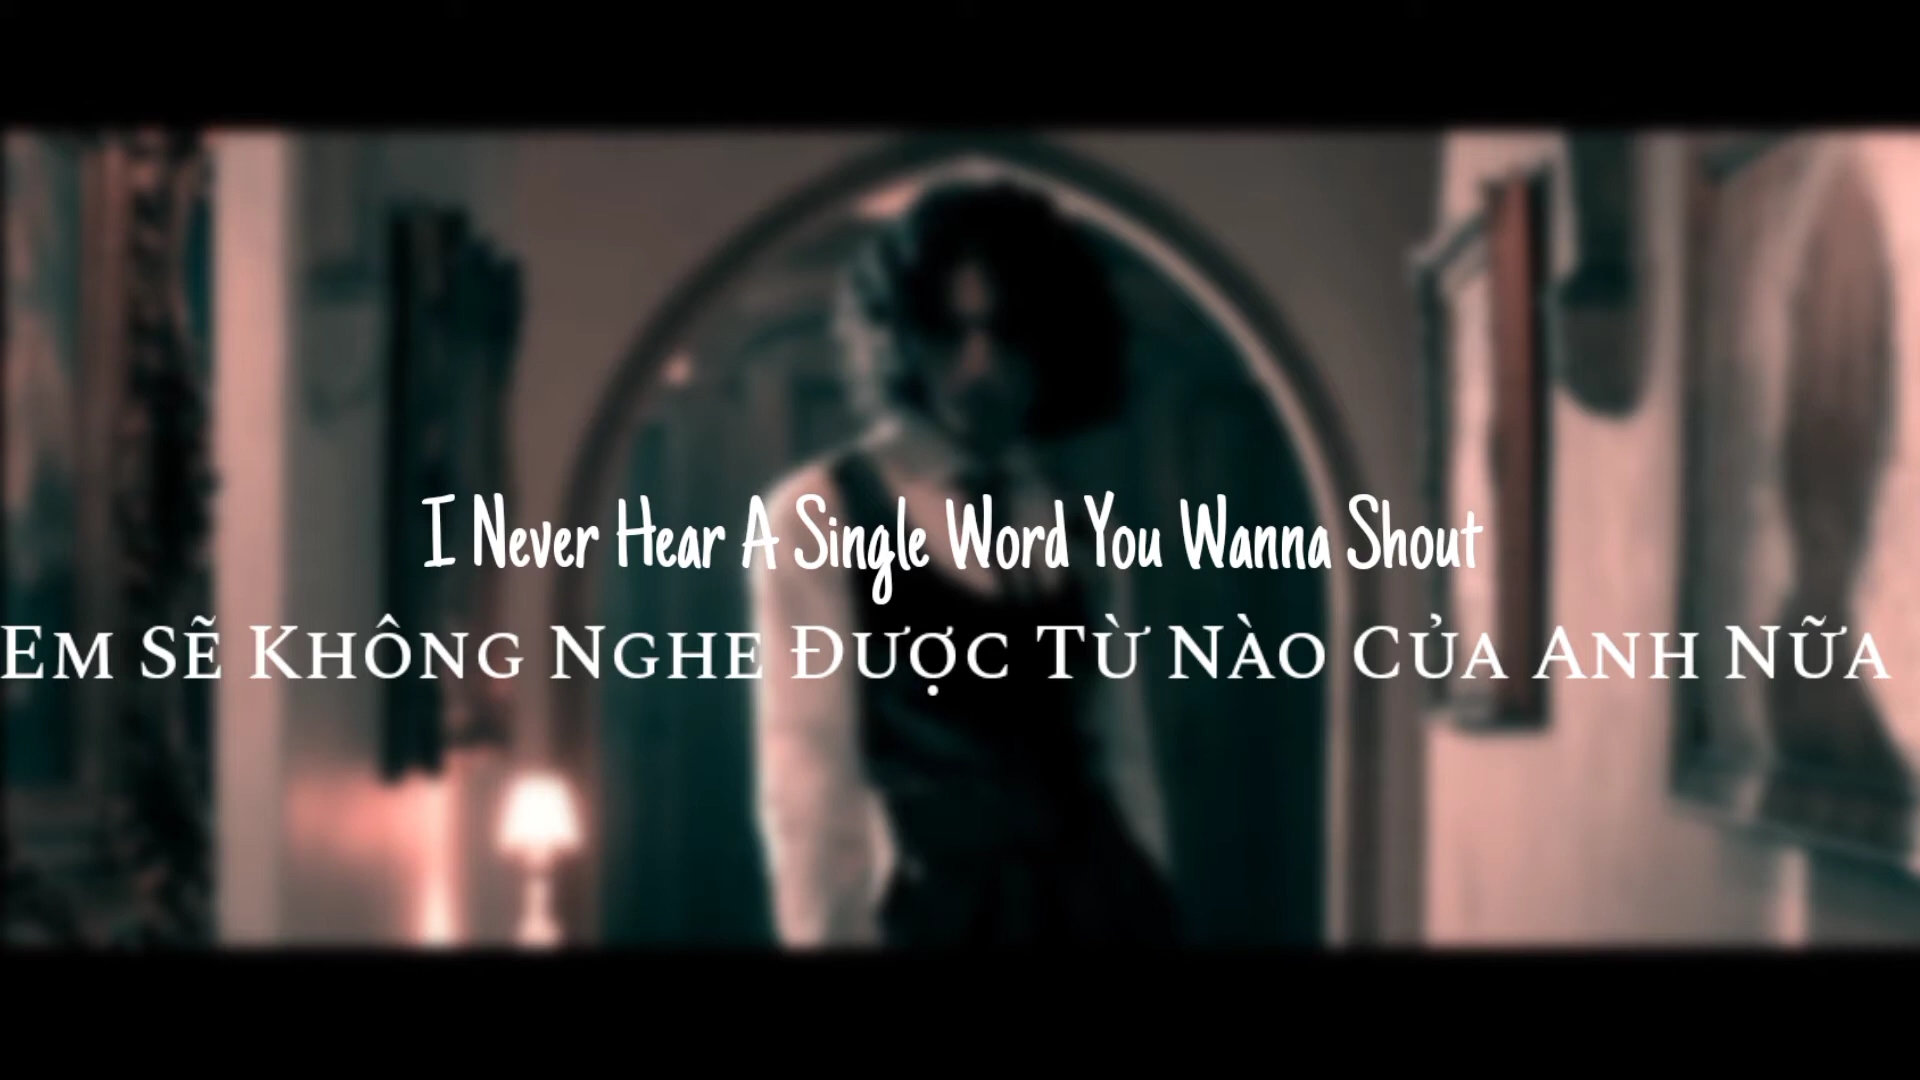 I Never Hear A Single Word You Wanna Shout
Em Sẽ Không Nghe Được Từ Nào Của Anh Nữa